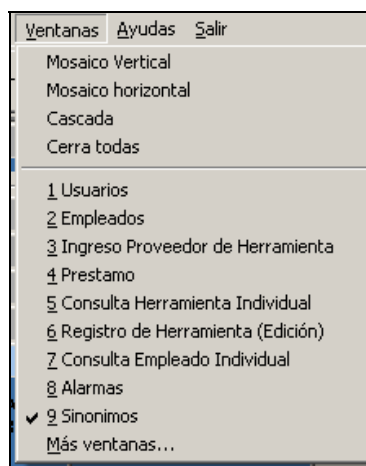 Ventanas Ayudas Salir
Mosaico Vertical
Mosaico horizontal
Cascada
Cerra todas
1 Usuarios
2 Empleados
3 Ingreso Proveedor de Herramienta
4 Prestamo
5 Consulta Herramienta Individual
6 Registro de Herramienta (Edición)
7 Consulta Empleado Individual
8 Alarmas
9 Sinonimos
Más ventanas...